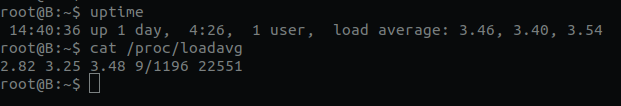 root@B:~$ uptime
 14:40:36 up 1 day,  4:26,  1 user,  load average: 3.46, 3.40, 3.54
root@B:~$ cat /proc/loadavg
2.82 3.25 3.48 9/1196 22551
root@B:~$